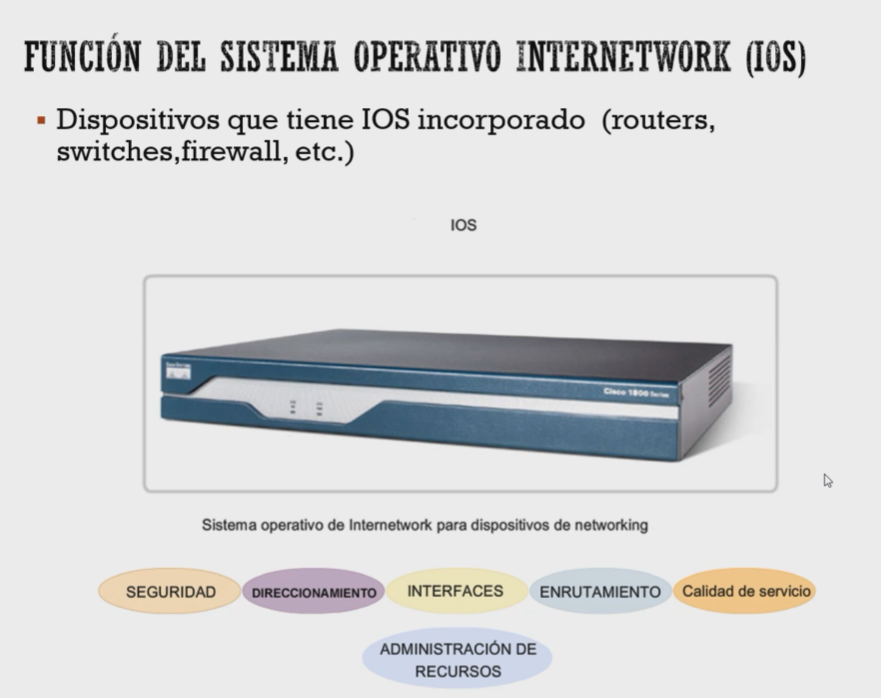 FUNCIÓN DEL SISTEMA OPERATIVO INTERNETWORK (IOS)
▪ Dispositivos que tiene IOS incorporado (routers,
switches,firewall, etc.)
IOS
Cisco 1800 Series
Sistema operativo de Internetwork para dispositivos de networking
SEGURIDAD
DIRECCIONAMIENTO
INTERFACES
ENRUTAMIENTO
Calidad de servicio
ADMINISTRACIÓN DE
RECURSOS